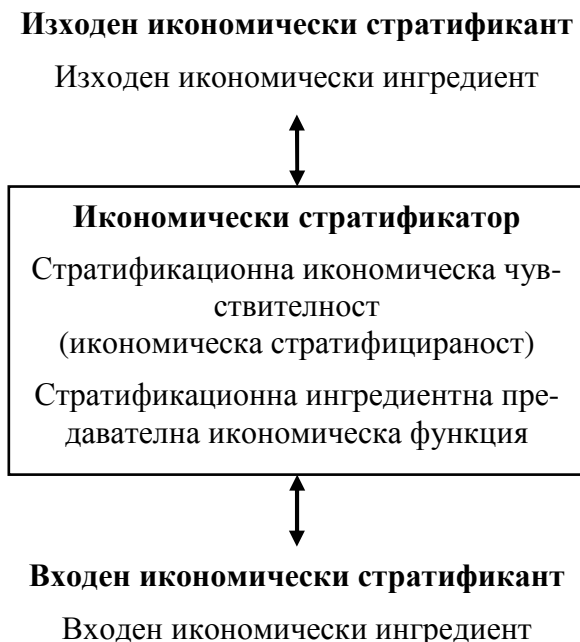 Изходен икономически стратификант
Изходен икономически ингредиент
Икономически стратификатор
Стратификационна икономическа чув-
ствителност
(икономическа стратифицираност)
Стратификационна ингредиентна пре-
давателна икономическа функция
Входен икономически стратификант
Входен икономически ингредиент